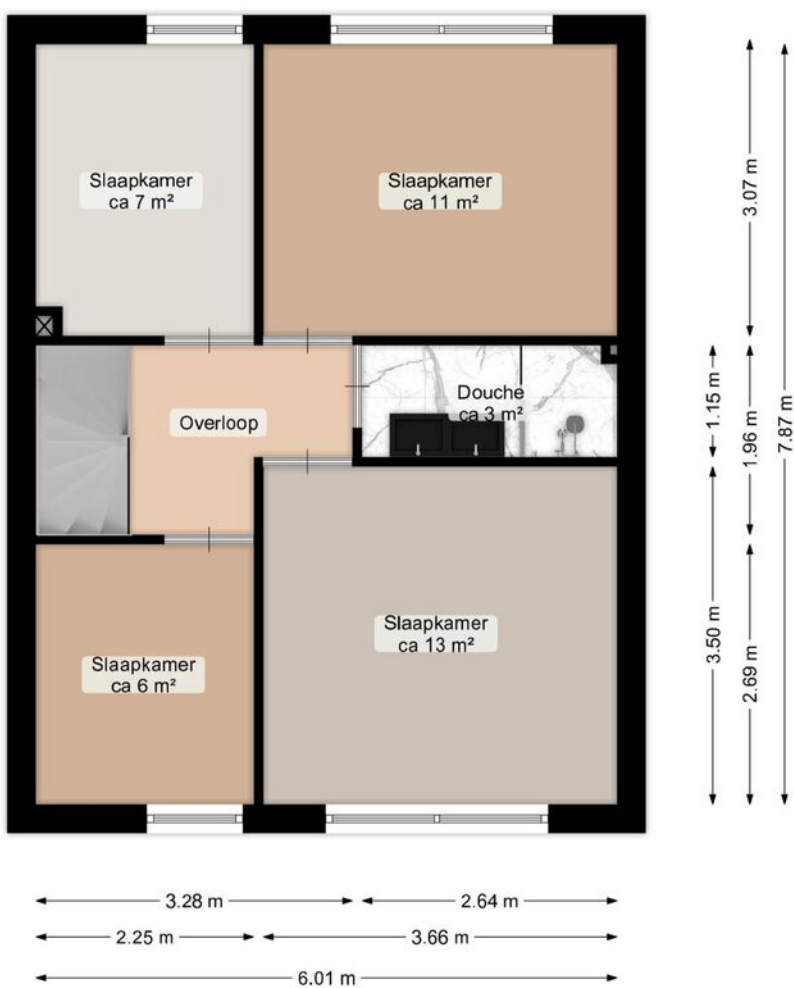 Slaapkamer
ca 7 m²
Slaapkamer
ca 11 m²
3.07 m
Overloop
Douche
ca 3 m²
1.15 m
1.96 m
7.87 m
Slaapkamer
ca 6 m²
Slaapkamer
ca 13 m²
3.50 m
2.69 m
3.28 m
2.64 m
2.25 m
3.66 m
6.01 m